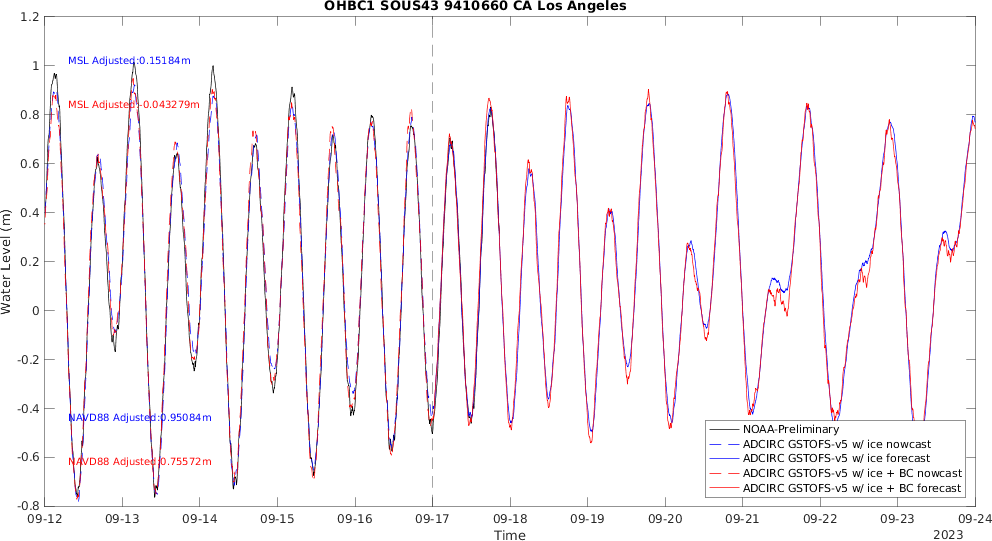 OHBC1 SOUS43 9410660 CA Los Angeles
1.2
1
0.8
0.6
0.4
0.2
0
-0.2
-0.4
-0.6
-0.8
Water Level (m)
MSL Adjusted:0.15184m
MSL Adjusted:-0.043279m
NAVD88 Adjusted:0.95084m
NAVD88 Adjusted:0.75572m
NOAA-Preliminary
ADCIRC GSTOFS-v5 w/ ice nowcast
ADCIRC GSTOFS-v5 w/ ice forecast
ADCIRC GSTOFS-v5 w/ ice + BC nowcast
ADCIRC GSTOFS-v5 w/ ice + BC forecast
09-12 09-13 09-14 09-15 09-16 09-17 09-18 09-19 09-20 09-21 09-22 09-23 09-24
Time
2023